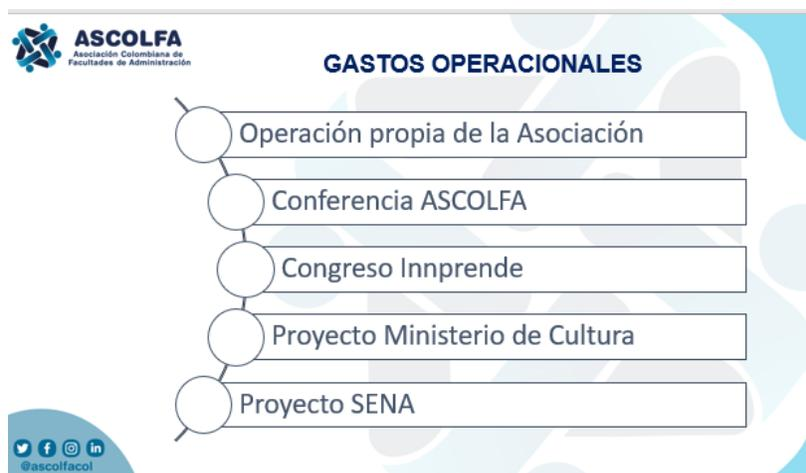 ASCOLFA
Asociación Colombiana de
Facultades de Administración
GASTOS OPERACIONALES
Operación propia de la Asociación
Conferencia ASCOLFA
Congreso Innprende
Proyecto Ministerio de Cultura
Proyecto SENA
@ascolfacol